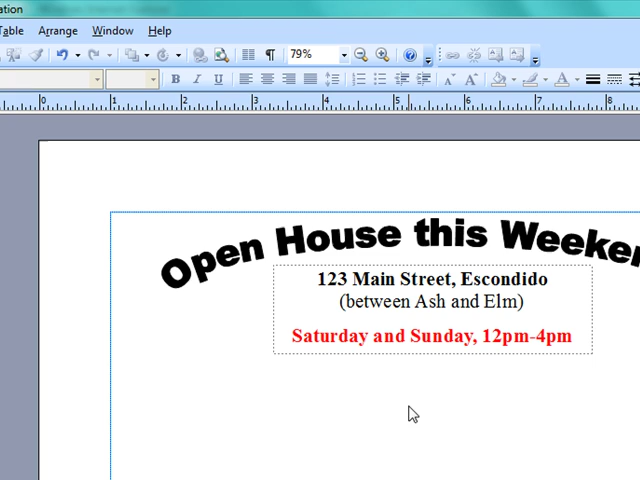 ation
Table Arrange Window Help
79%
B I U
0 1 2 3 4 5 6 7 8
Open House this Weeken
123 Main Street, Escondido
(between Ash and Elm)
Saturday and Sunday, 12pm-4pm